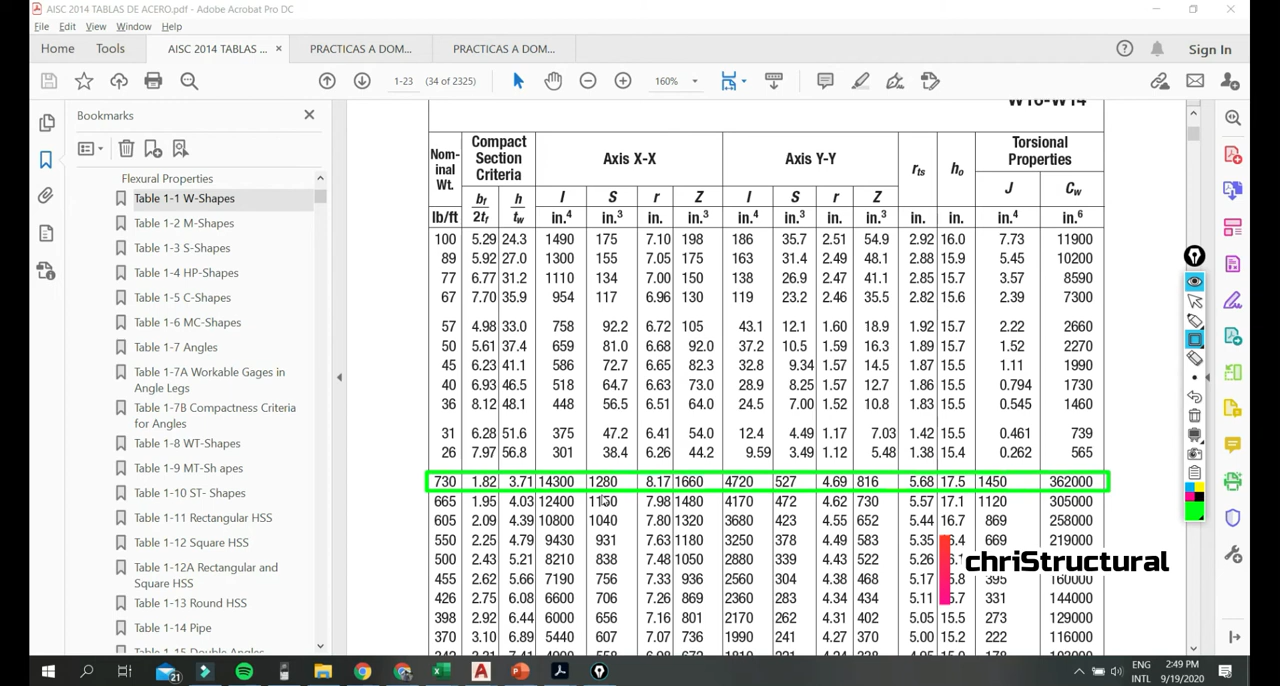 AISC 2014 TABLAS DE ACERO.pdf - Adobe Acrobat Pro DC
File Edit View Window Help
Home Tools AISC 2014 TABLAS ... × PRACTICAS A DOM... PRACTICAS A DOM... Sign In
1-23 (34 of 2325) 160%
Bookmarks
Flexural Properties
Table 1-1 W-Shapes
Table 1-2 M-Shapes
Table 1-3 S-Shapes
Table 1-4 HP-Shapes
Table 1-5 C-Shapes
Table 1-6 MC-Shapes
Table 1-7 Angles
Table 1-7A Workable Gages in
Angle Legs
Table 1-7B Compactness Criteria
for Angles
Table 1-8 WT-Shapes
Table 1-9 MT-Sh apes
Table 1-10 ST- Shapes
Table 1-11 Rectangular HSS
Table 1-12 Square HSS
Table 1-12A Rectangular and
Square HSS
Table 1-13 Round HSS
Table 1-14 Pipe
Table 1-15 Double Angles
W16-W14
Nom-
inal
Wt.
Compact
Section
Criteria
Axis X-X
Axis Y-Y
rts
ho
Torsional
Properties
bf/2tf h/tw I S r Z I S r Z J Cw
lb/ft in.4 in.3 in. in.3 in.4 in.3 in. in.3 in. in. in.4 in.6
100 5.29 24.3 1490 175 7.10 198 186 35.7 2.51 54.9 2.92 16.0 7.73 11900
89 5.92 27.0 1300 155 7.05 175 163 31.4 2.49 48.1 2.88 15.9 5.45 10200
77 6.77 31.2 1110 134 7.00 150 138 26.9 2.47 41.1 2.85 15.7 3.57 8590
67 7.70 35.9 954 117 6.96 130 119 23.2 2.46 35.5 2.82 15.6 2.39 7300
57 4.98 33.0 758 92.2 6.72 105 43.1 12.1 1.60 18.9 1.92 15.7 2.22 2660
50 5.61 37.4 659 81.0 6.68 92.0 37.2 10.5 1.59 16.3 1.89 15.7 1.52 2270
45 6.23 41.1 586 72.7 6.65 82.3 32.8 9.34 1.57 14.5 1.87 15.5 1.11 1990
40 6.93 46.5 518 64.7 6.63 73.0 28.9 8.25 1.57 12.7 1.86 15.5 0.794 1730
36 8.12 48.1 448 56.5 6.51 64.0 24.5 7.00 1.52 10.8 1.83 15.5 0.545 1460
31 6.28 51.6 375 47.2 6.41 54.0 12.4 4.49 1.17 7.03 1.42 15.5 0.461 739
26 7.97 56.8 301 38.4 6.26 44.2 9.59 3.49 1.12 5.48 1.38 15.4 0.262 565
730 1.82 3.71 14300 1280 8.17 1660 4720 527 4.69 816 5.68 17.5 1450 362000
665 1.95 4.03 12400 1150 7.98 1480 4170 472 4.62 730 5.57 17.1 1120 305000
605 2.09 4.39 10800 1040 7.80 1320 3680 423 4.55 652 5.44 16.7 869 258000
550 2.25 4.79 9430 931 7.63 1180 3250 378 4.49 583 5.35 6.4 669 219000
500 2.43 5.21 8210 838 7.48 1050 2880 339 4.43 522 5.26
455 2.62 5.66 7190 756 7.33 936 2560 304 4.38 468 5.17 5.8 395 160000
426 2.75 6.08 6600 706 7.26 869 2360 283 4.34 434 5.11 5.7 331 144000
398 2.92 6.44 6000 656 7.16 801 2170 262 4.31 402 5.05 15.5 273 129000
370 3.10 6.89 5440 607 7.07 736 1990 241 4.27 370 5.00 15.2 222 116000
chriStructural
21
ENG
INTL
2:49 PM
9/19/2020